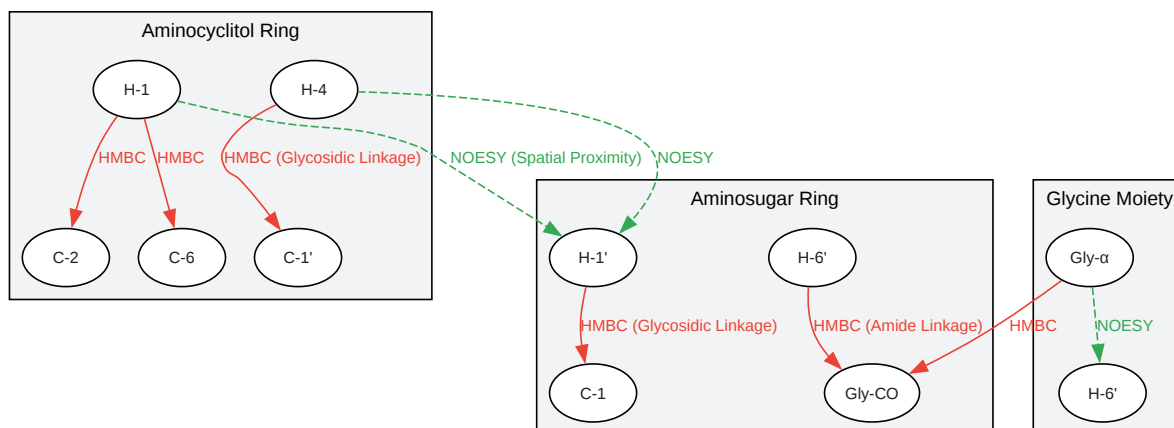 Aminocyclitol Ring
H-1
H-4
HMBC
HMBC
HMBC (Glycosidic Linkage)
NOESY (Spatial Proximity)
NOESY
C-2
C-6
C-1'
Aminosugar Ring
H-1'
H-6'
HMBC (Glycosidic Linkage)
HMBC (Amide Linkage)
HMBC
C-1
Gly-CO
Glycine Moiety
Gly-α
NOESY
H-6'